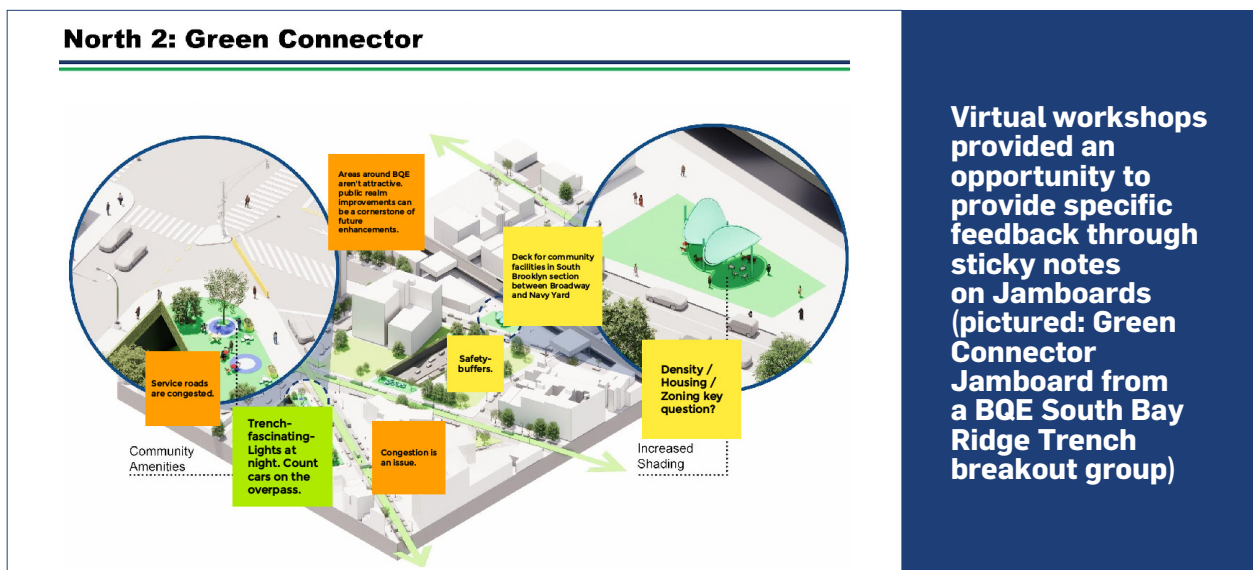 North 2: Green Connector
Areas around BQE
aren't attractive.
public realm
improvements can
be a cornerstone of
future
enhancements.
Deck for community
facilities in South
Brooklyn section
between Broadway
and Navy Yard
Safety-
buffers.
Service roads
are congested.
Density /
Housing /
Zoning key
question?
Trench-
fascinating-
Lights at
night. Count
cars on the
overpass.
Congestion is
an issue.
Community
Amenities
Increased
Shading
Virtual workshops
provided an
opportunity to
provide specific
feedback through
sticky notes
on Jamboards
(pictured: Green
Connector
Jamboard from
a BQE South Bay
Ridge Trench
breakout group)